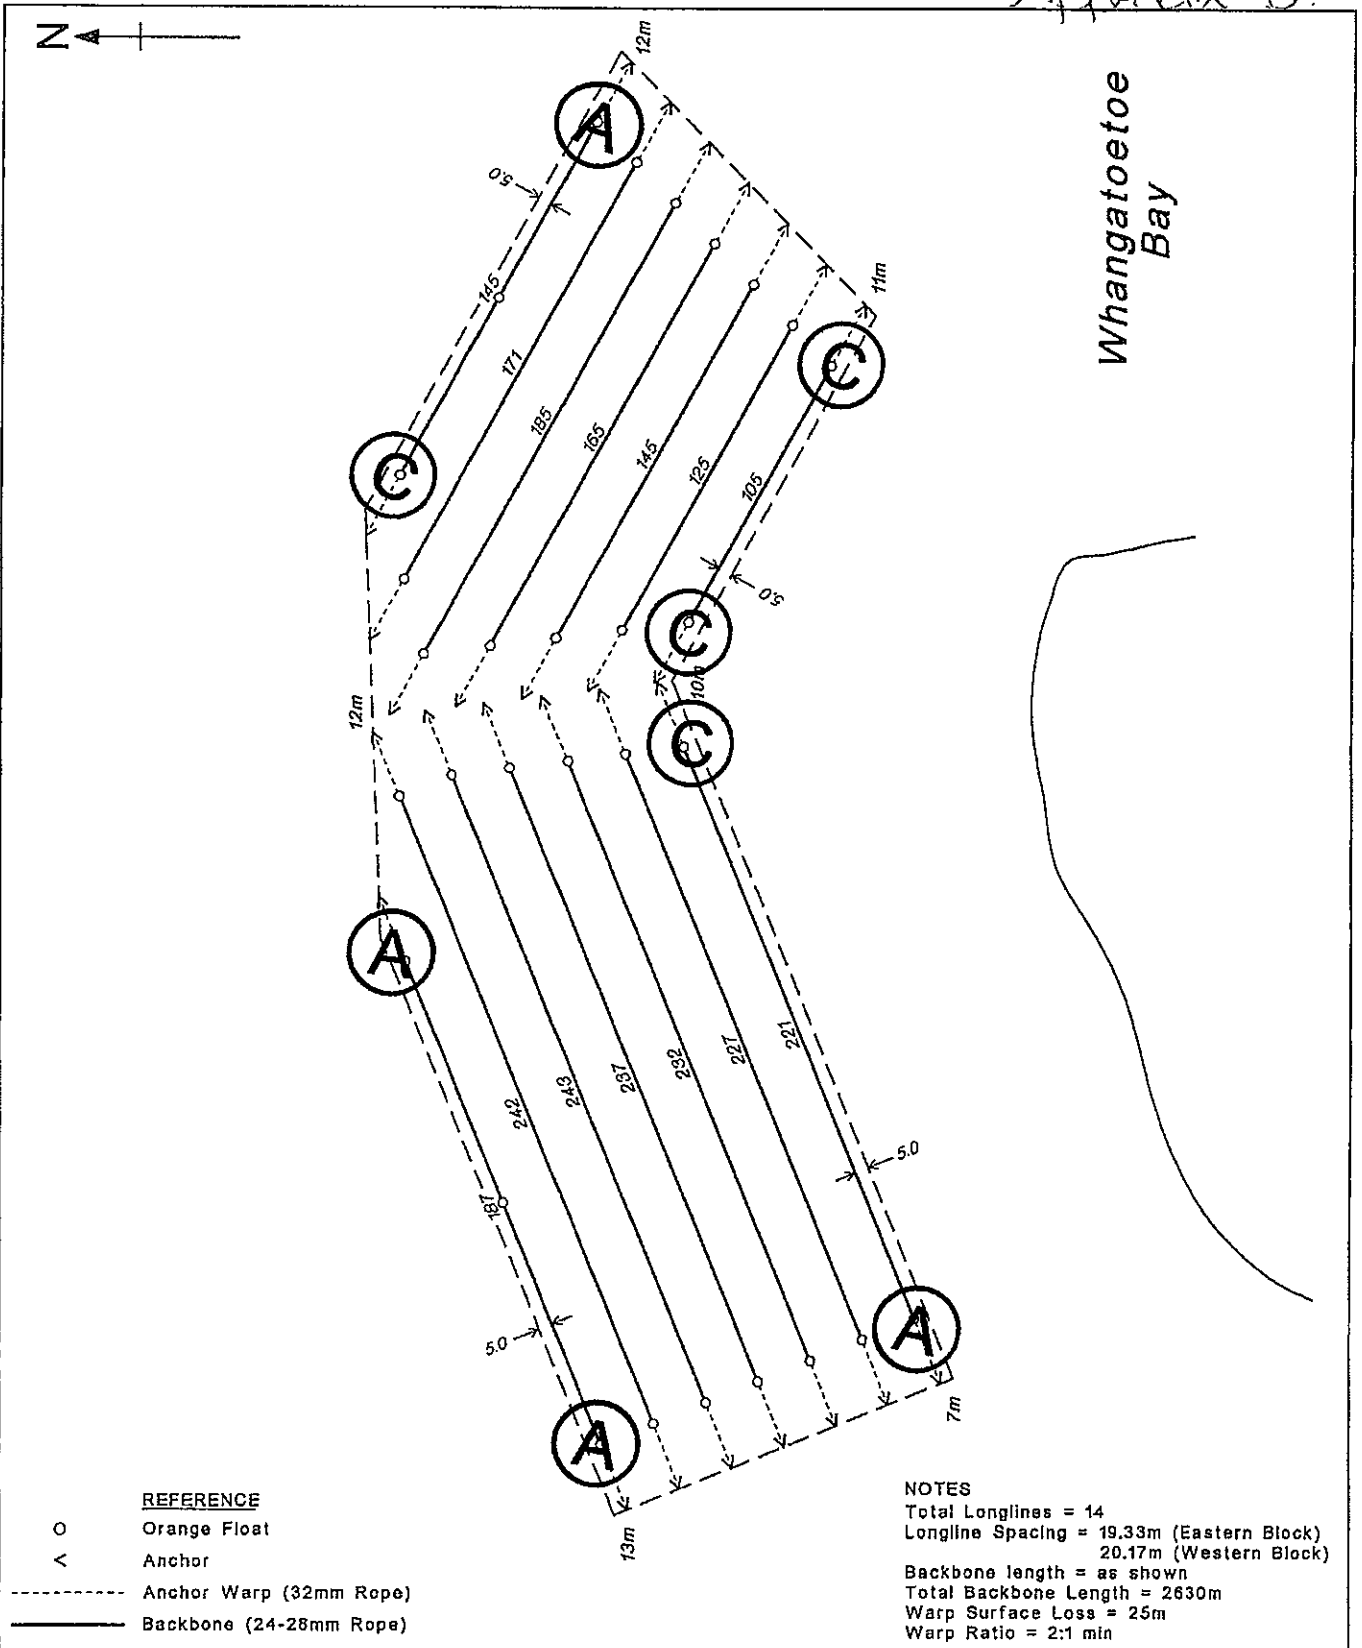 Appendix B.
N
12m
A
5.0
Whangatoetoe
Bay
145
11m
C
171
C
185
165
145
125
105
5.0
C
10m
12m
C
A
221
227
232
237
243
242
5.0
187
5.0
A
A
7m
13m
REFERENCE
Orange Float
Anchor
Anchor Warp (32mm Rope)
Backbone (24-28mm Rope)
NOTES
Total Longlines = 14
Longline Spacing = 19.33m (Eastern Block)
20.17m (Western Block)
Backbone length = as shown
Total Backbone Length = 2630m
Warp Surface Loss = 25m
Warp Ratio = 2:1 min